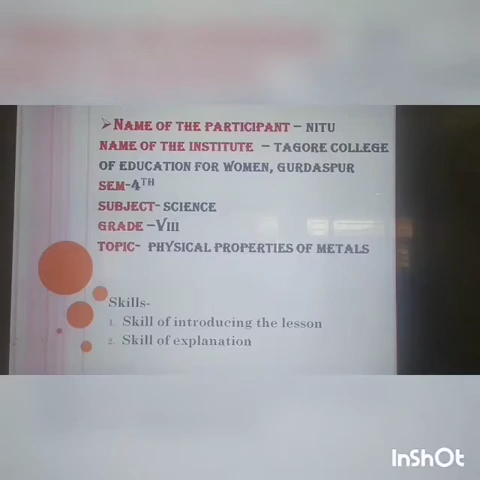 ➢NAME OF THE PARTICIPANT – NITU
NAME OF THE INSTITUTE – TAGORE COLLEGE
OF EDUCATION FOR WOMEN, GURDASPUR
SEM-4TH
SUBJECT- SCIENCE
GRADE –VIII
TOPIC- PHYSICAL PROPERTIES OF METALS
Skills-
1. Skill of introducing the lesson
2. Skill of explanation
InShOt